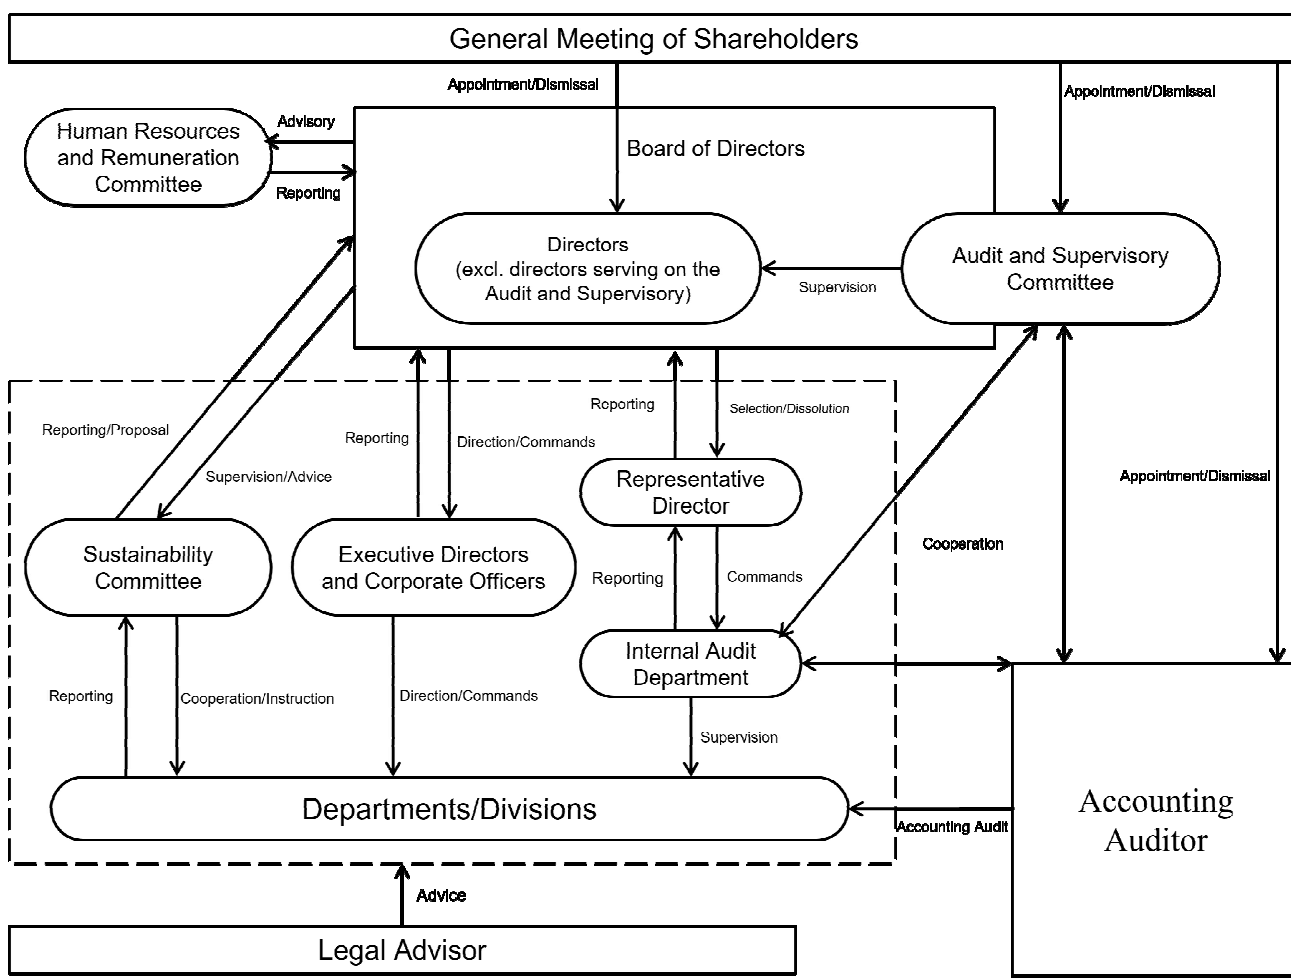 General Meeting of Shareholders
Appointment/Dismissal
Appointment/Dismissal
Human Resources
and Remuneration
Committee
Advisory
Reporting
Board of Directors
Directors
(excl. directors serving on the
Audit and Supervisory)
Supervision
Audit and Supervisory
Committee
Reporting/Proposal
Supervision/Advice
Reporting
Direction/Commands
Reporting
Selection/Dissolution
Appointment/Dismissal
Representative
Director
Cooperation
Sustainability
Committee
Executive Directors
and Corporate Officers
Reporting
Commands
Internal Audit
Department
Reporting
Cooperation/Instruction
Direction/Commands
Supervision
Departments/Divisions
Accounting Audit
Accounting
Auditor
Advice
Legal Advisor